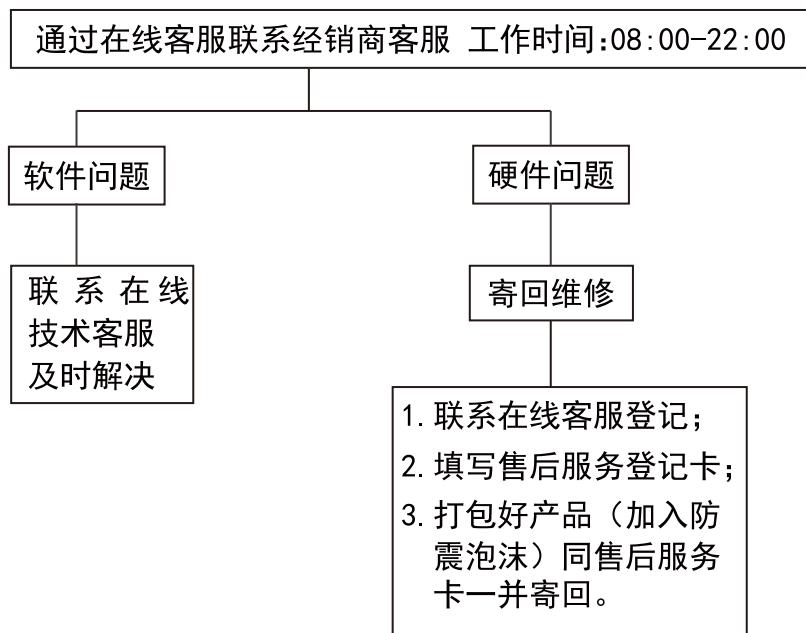 通过在线客服联系经销商客服 工作时间:08:00-22:00
软件问题
硬件问题
联系在线
技术客服
及时解决
寄回维修
1. 联系在线客服登记;
2. 填写售后服务登记卡;
3. 打包好产品（加入防
震泡沫）同售后服务
卡一并寄回。